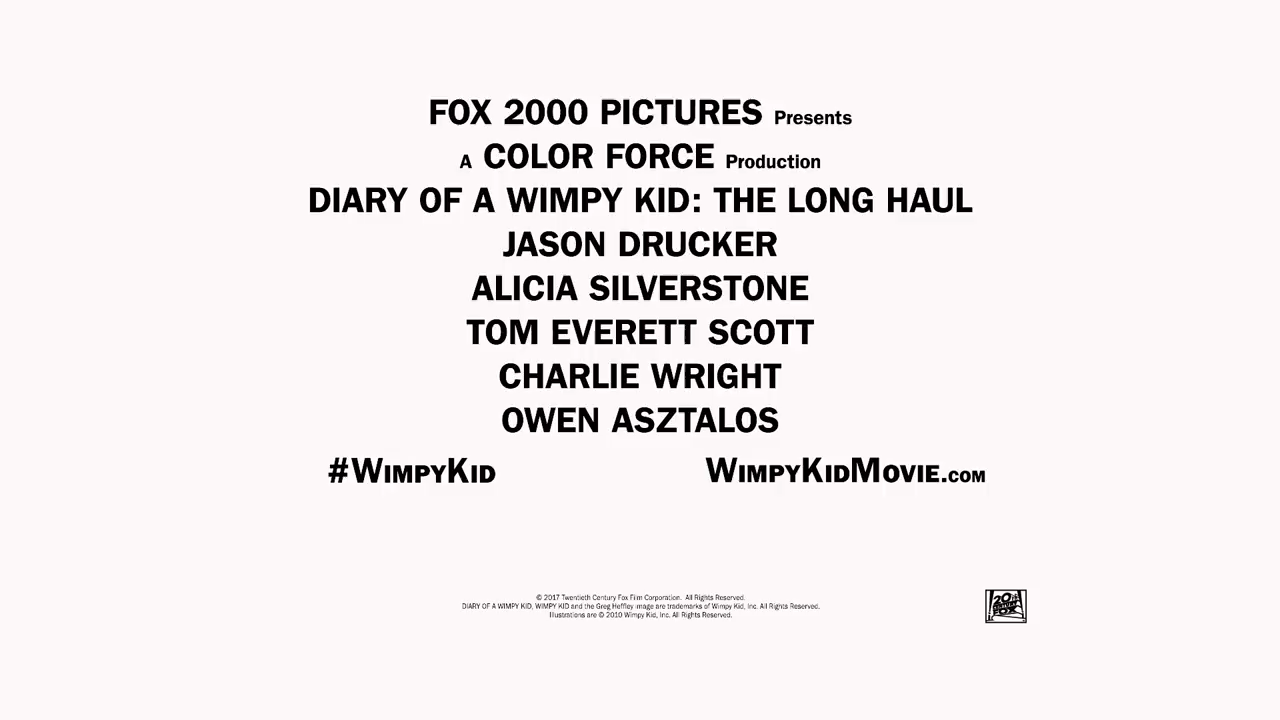 FOX 2000 PICTURES Presents
A COLOR FORCE Production
DIARY OF A WIMPY KID: THE LONG HAUL
JASON DRUCKER
ALICIA SILVERSTONE
TOM EVERETT SCOTT
CHARLIE WRIGHT
OWEN ASZTALOS
#WIMPYKID WIMPYKIDMOVIE.COM
© 2017 Twentieth Century Fox Film Corporation. All Rights Reserved.
DIARY OF A WIMPY KID, WIMPY KID and the Greg Heffley image are trademarks of Wimpy Kid, Inc. All Rights Reserved.
Illustrations are © 2010 Wimpy Kid, Inc. All Rights Reserved.
20th CENTURY FOX